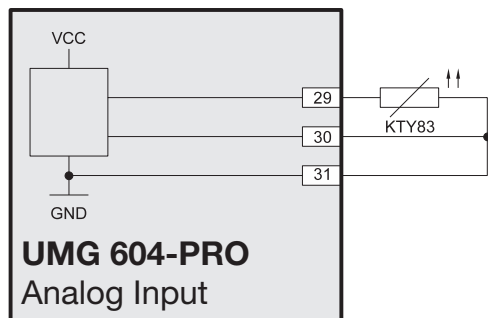 VCC
29
KTY83
30
31
GND
UMG 604-PRO
Analog Input